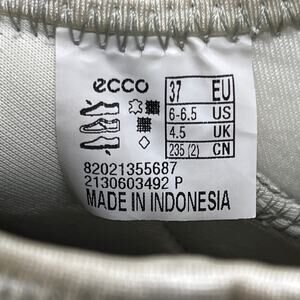 ecco
37 EU
6-6.5 US
4.5 UK
235 (2) CN
82021355687
2130603492 P
MADE IN INDONESIA